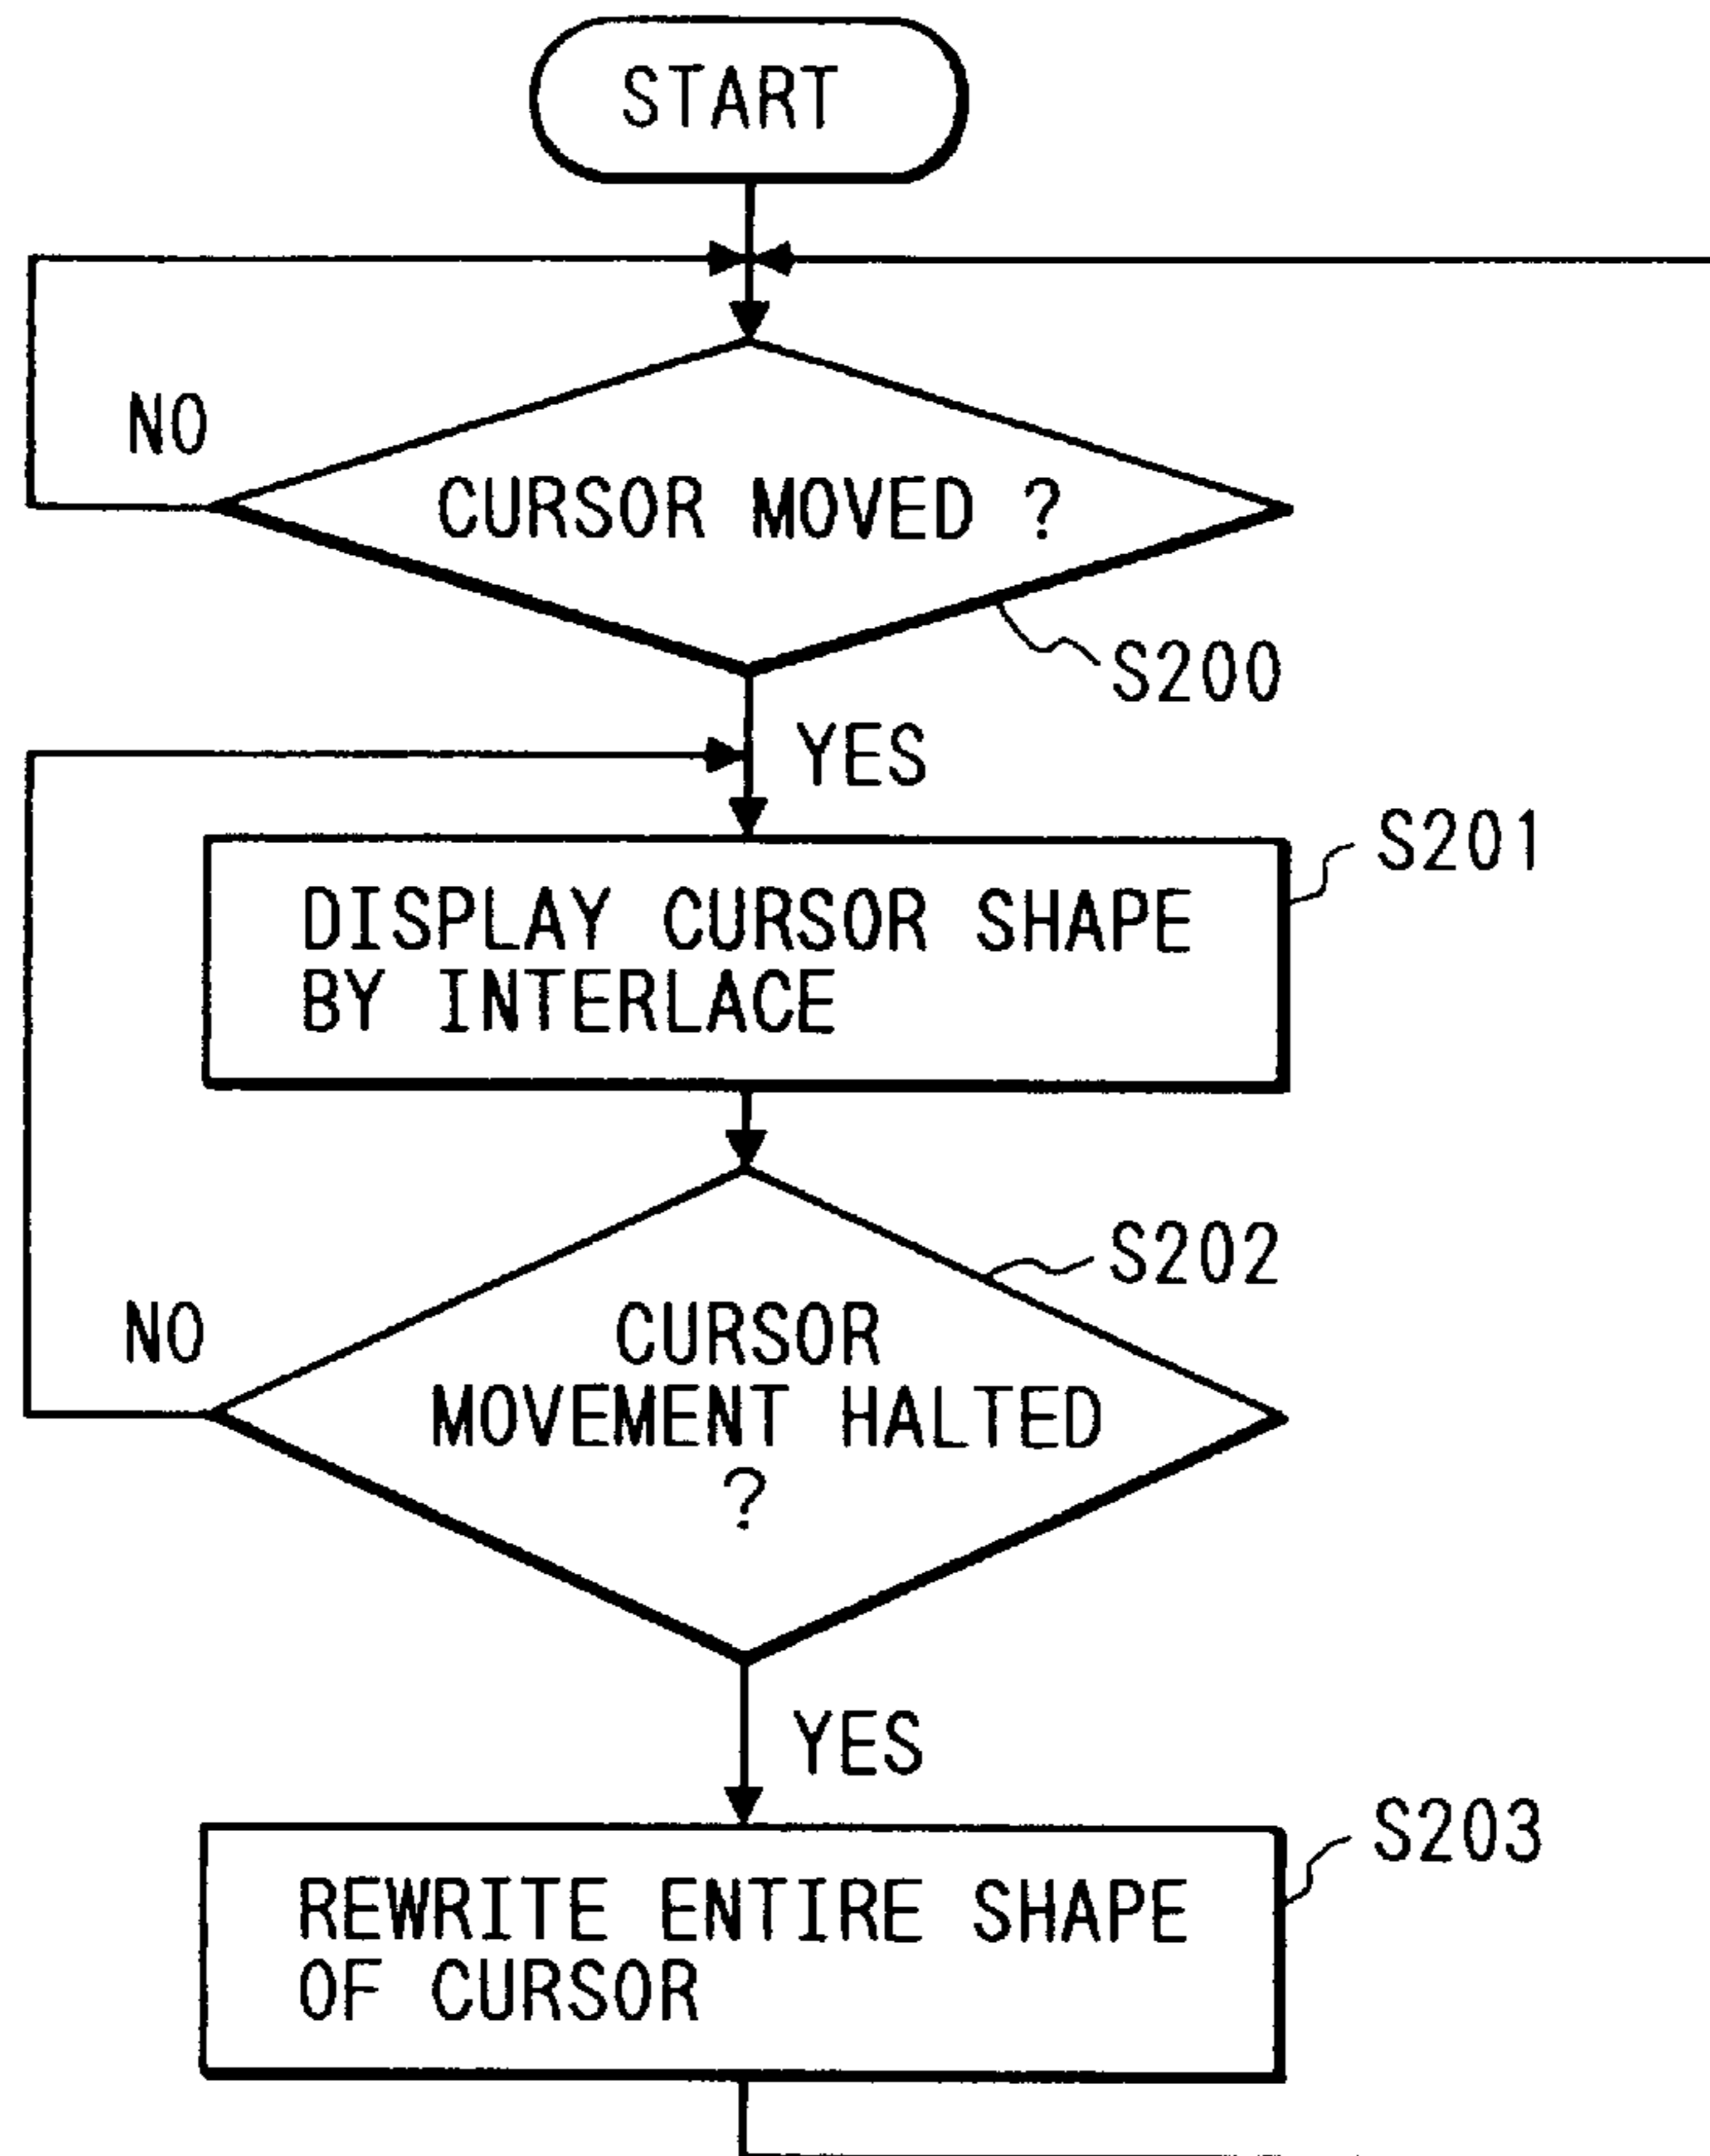 START
NO
CURSOR MOVED ?
S200
YES
S201
DISPLAY CURSOR SHAPE
BY INTERLACE
S202
NO
CURSOR
MOVEMENT HALTED
?
YES
S203
REWRITE ENTIRE SHAPE
OF CURSOR